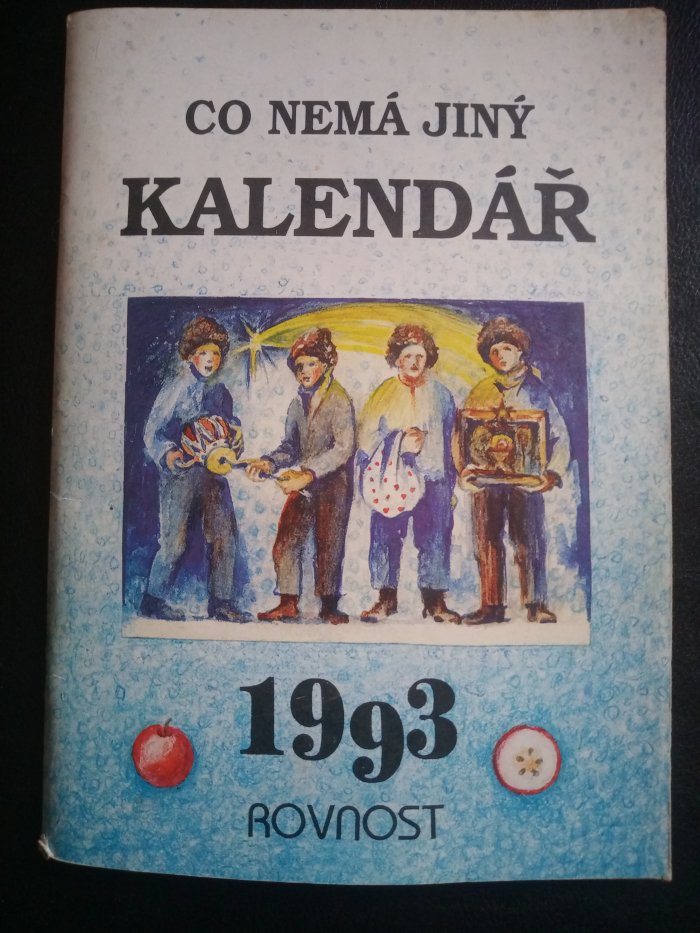 CO NEMÁ JINÝ
KALENDÁŘ
1993
ROVNOST